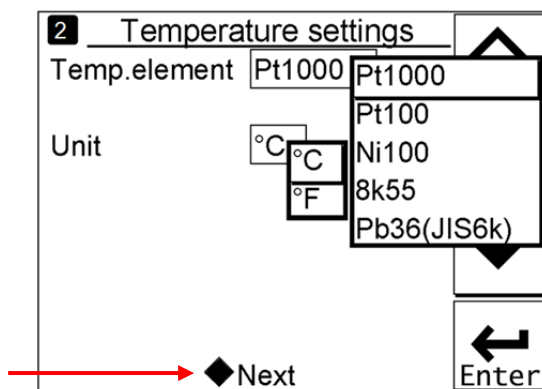 2 Temperature settings
Temp.element Pt1000
Pt1000
Pt100
Ni100
8k55
Pb36(JIS6k)
Unit °C
°C
°F
Next
Enter